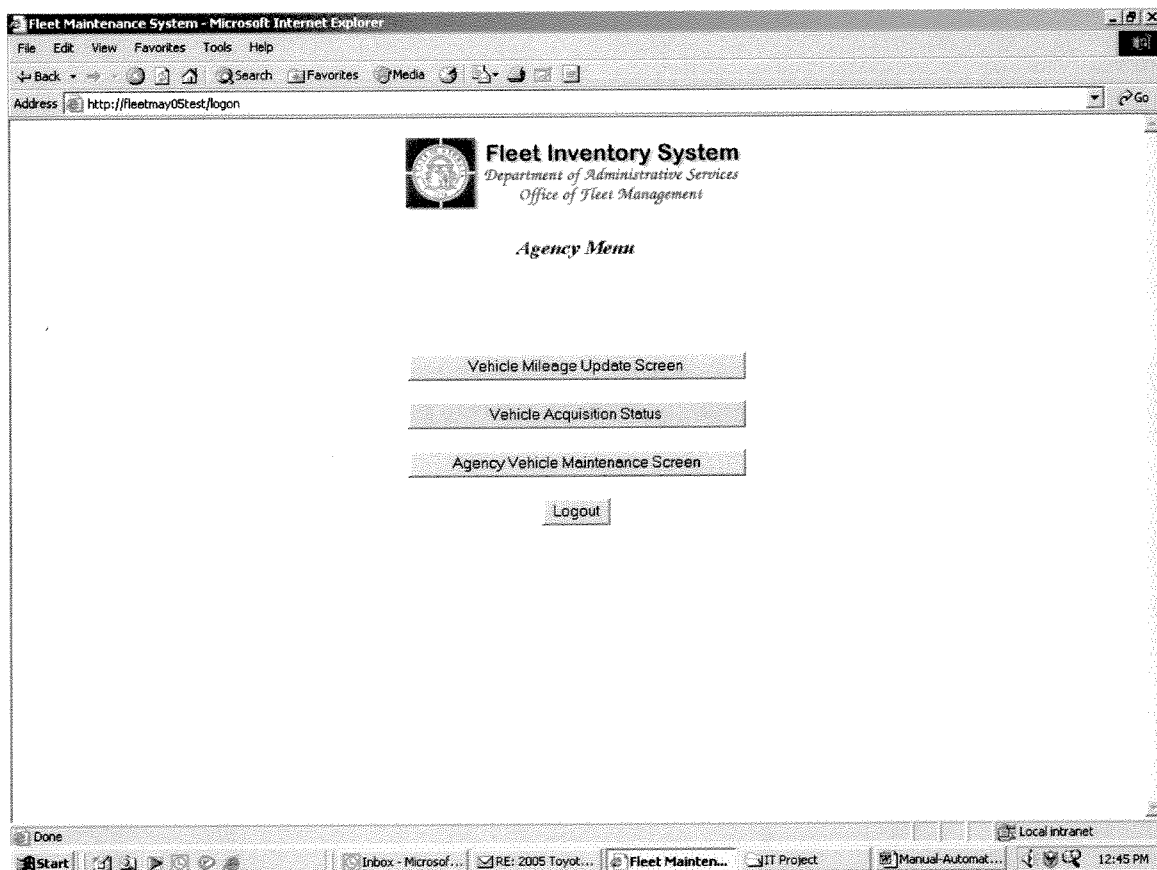 Fleet Maintenance System - Microsoft Internet Explorer
File Edit View Favorites Tools Help
Back Search Favorites Media
Address http://fleetmay05test/logon Go
Fleet Inventory System
Department of Administrative Services
Office of Fleet Management
Agency Menu
Vehicle Mileage Update Screen
Vehicle Acquisition Status
Agency Vehicle Maintenance Screen
Logout
Done Local intranet
Start Inbox - Microsof... RE: 2005 Toyot... Fleet Mainten... IT Project Manual-Automat... 12:45 PM